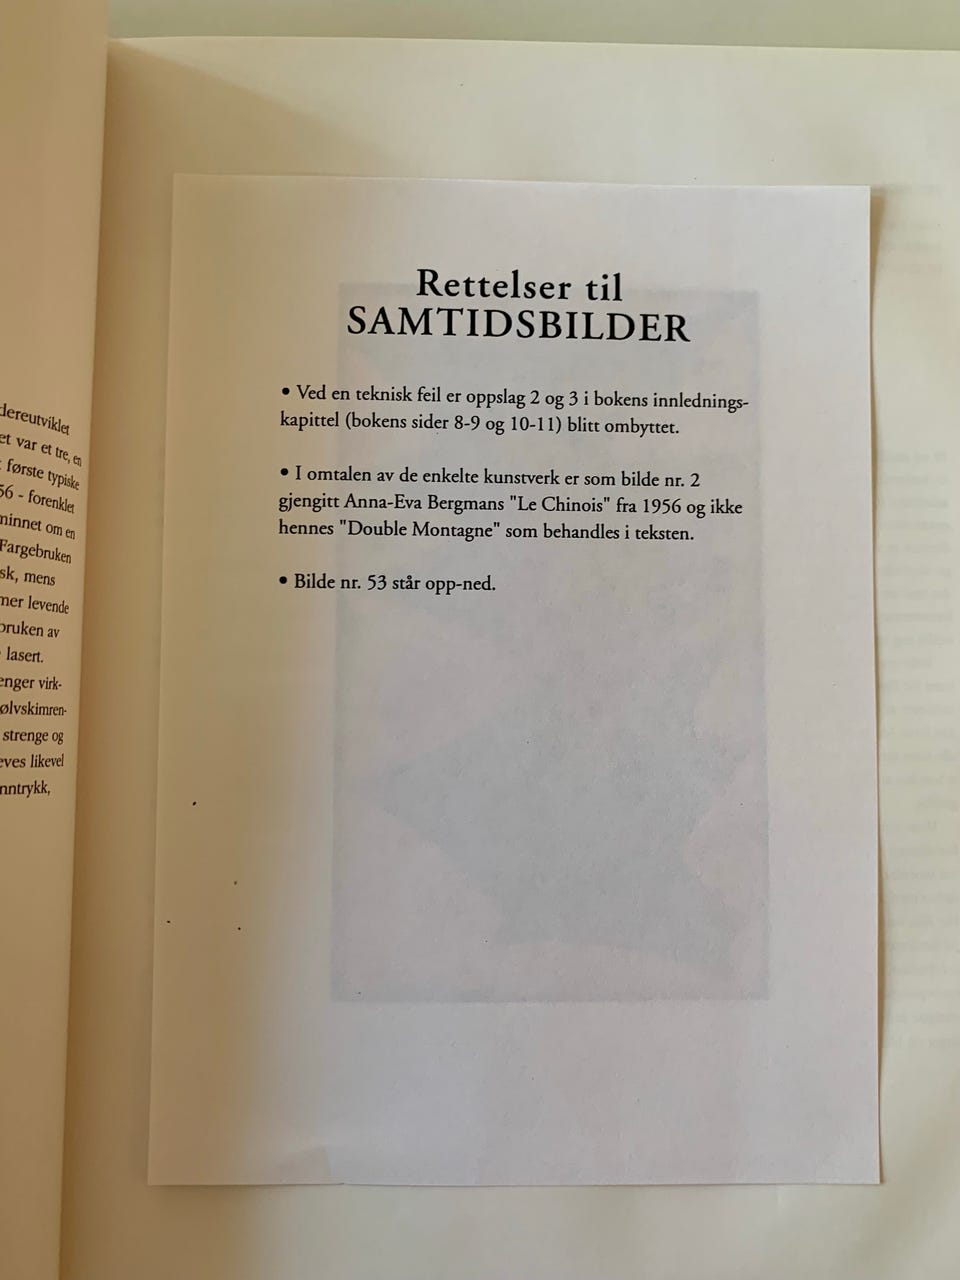 dereutviklet
et var et tre, en
første typiske
56 - forenklet
minnet om en
Fargebruken
sk, mens
mer levende
bruken av
lasert.
enger virk-
ølvskimren-
strenge og
eves likevel
nntrykk,
Rettelser til
SAMTIDSBILDER
• Ved en teknisk feil er oppslag 2 og 3 i bokens innlednings-
kapittel (bokens sider 8-9 og 10-11) blitt ombyttet.
• I omtalen av de enkelte kunstverk er som bilde nr. 2
gjengitt Anna-Eva Bergmans "Le Chinois" fra 1956 og ikke
hennes "Double Montagne" som behandles i teksten.
• Bilde nr. 53 står opp-ned.